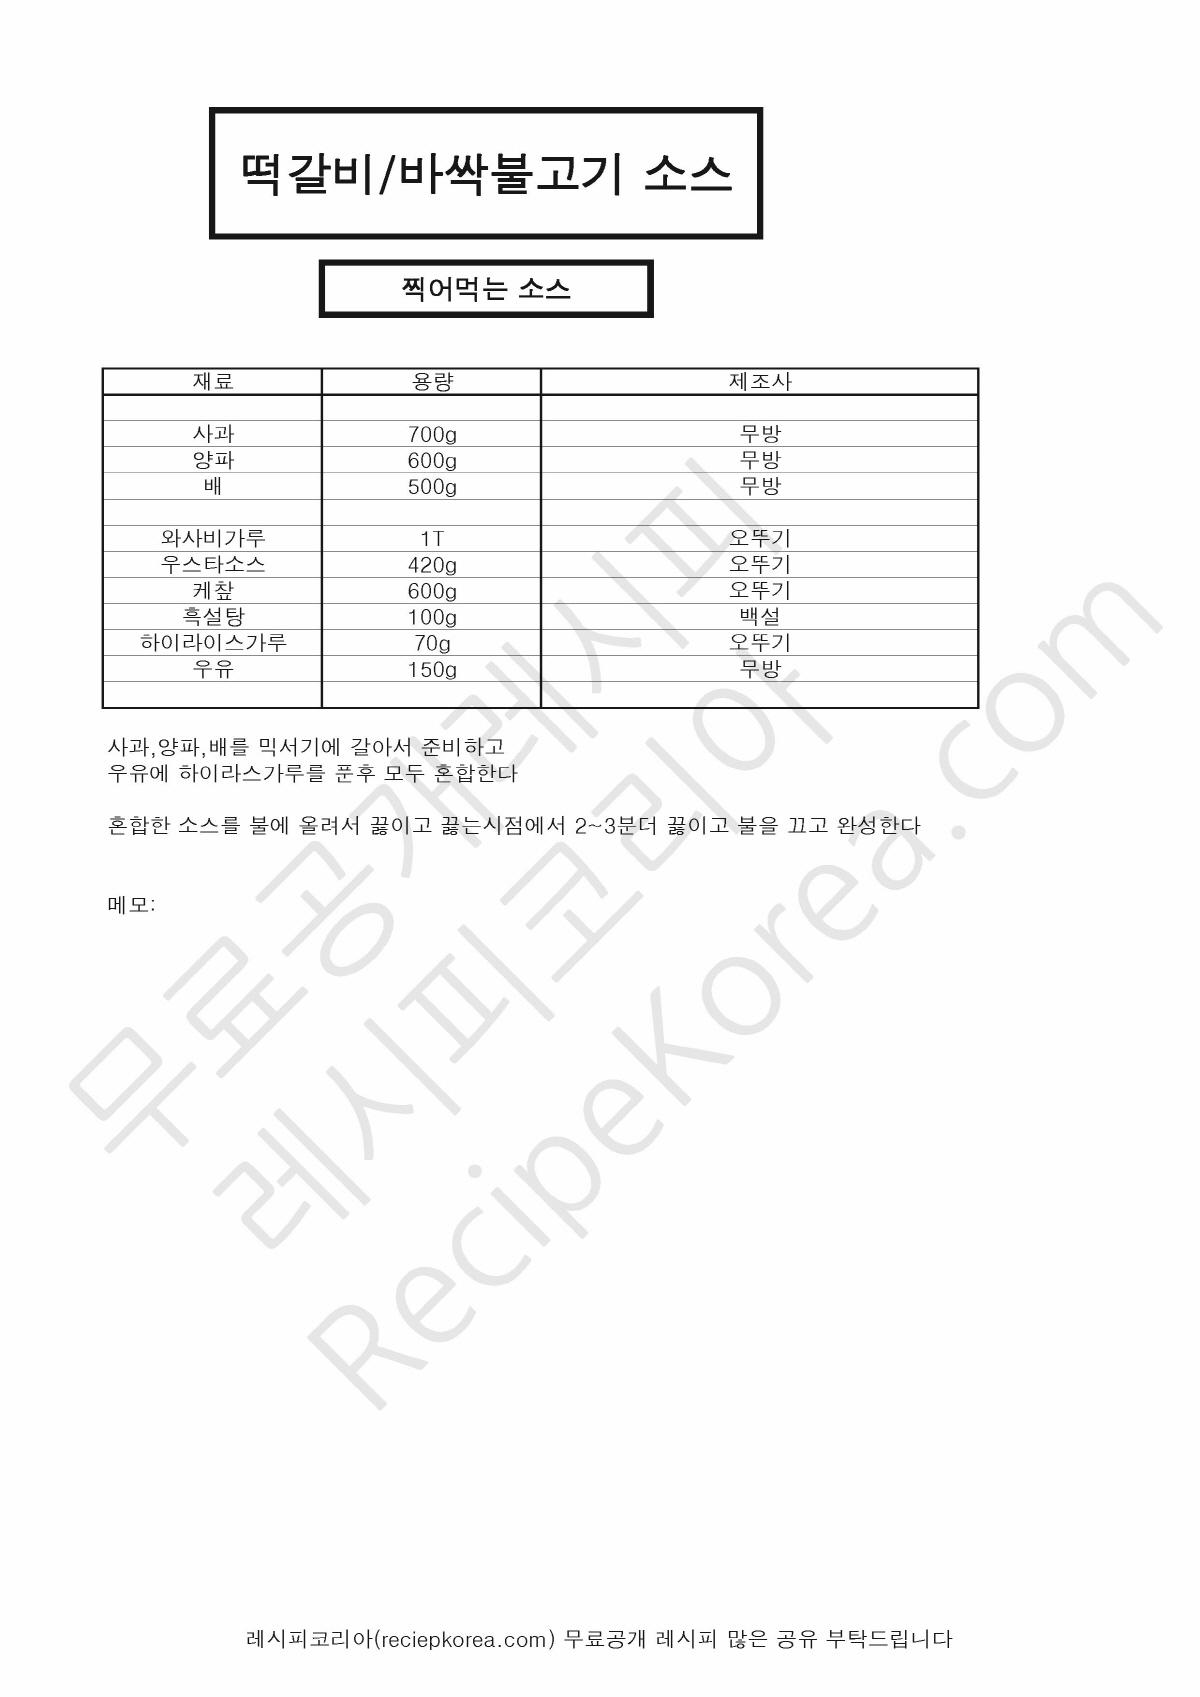 떡갈비/바싹불고기 소스
찍어먹는 소스
재료 용량 제조사
사과 700g 무방
양파 600g 무방
배 500g 무방
와사비가루 1T 오뚜기
우스타소스 420g 오뚜기
케찾 600g 오뚜기
흑설탕 100g 백설
하이라이스가루 70g 오뚜기
우유 150g 무방
사과,양파,배를 믹서기에 갈아서 준비하고
우유에 하이라스가루를 푼후 모두 혼합한다
혼합한 소스를 불에 올려서 끓이고 끓는시점에서 2~3분더 끓이고 불을 끄고 완성한다
메모:
무료공개레시피
레시피코리아
RecipeKorea.com
레시피코리아(reciepkorea.com) 무료공개 레시피 많은 공유 부탁드립니다